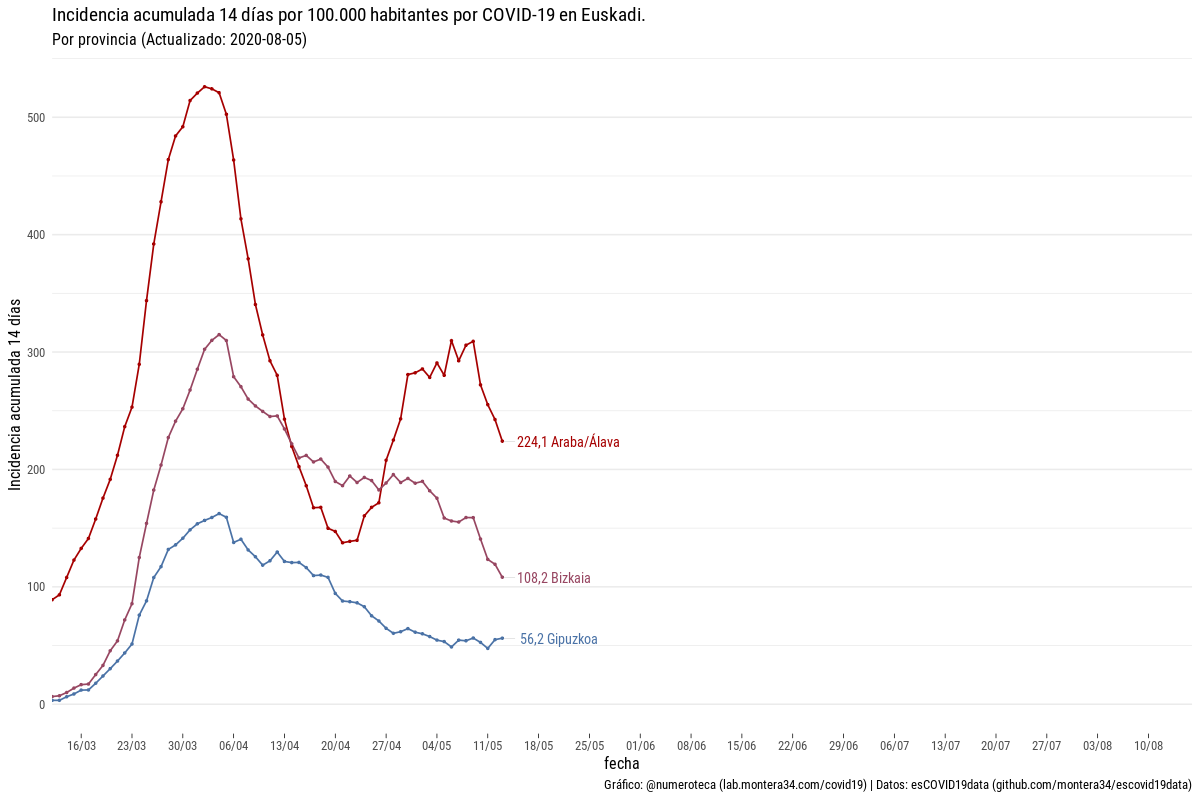 Incidencia acumulada 14 días por 100.000 habitantes por COVID-19 en Euskadi.
Por provincia (Actualizado: 2020-08-05)
Incidencia acumulada 14 días
500
400
300
200
100
0
224,1 Araba/Álava
108,2 Bizkaia
56,2 Gipuzkoa
16/03 23/03 30/03 06/04 13/04 20/04 27/04 04/05 11/05 18/05 25/05 01/06 08/06 15/06 22/06 29/06 06/07 13/07 20/07 27/07 03/08 10/08
fecha
Gráfico: @numeroteca (lab.montera34.com/covid19) | Datos: esCOVID19data (github.com/montera34/escovid19data)